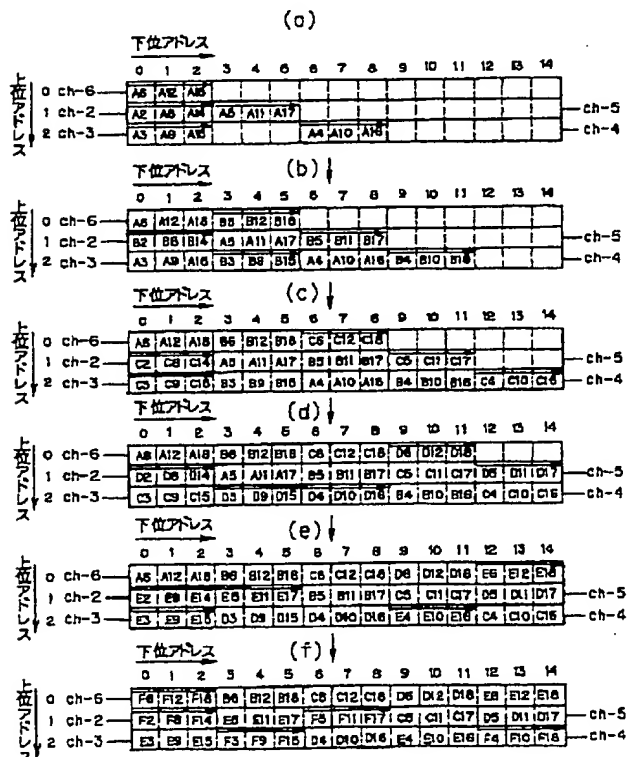 (a)
下位アドレス
0 1 2 3 4 5 6 7 8 9 10 11 12 13 14
上位アドレス
0 ch-6 A6 A12 A18
1 ch-2 A2 A8 A14 A5 A11 A17 ch-5
2 ch-3 A3 A9 A15 A4 A10 A16 ch-4
(b)
下位アドレス
0 1 2 3 4 5 6 7 8 9 10 11 12 13 14
上位アドレス
0 ch-6 A6 A12 A18 B6 B12 B18
1 ch-2 B2 B8 B14 A5 A11 A17 B5 B11 B17 ch-5
2 ch-3 A3 A9 A15 B3 B9 B15 A4 A10 A16 B4 B10 B16 ch-4
(c)
下位アドレス
0 1 2 3 4 5 6 7 8 9 10 11 12 13 14
上位アドレス
0 ch-6 A6 A12 A18 B6 B12 B18 C6 C12 C18
1 ch-2 C2 C8 C14 A5 A11 A17 B5 B11 B17 C5 C11 C17 ch-5
2 ch-3 C3 C9 C15 B3 B9 B15 A4 A10 A16 B4 B10 B16 C4 C10 C16 ch-4
(d)
下位アドレス
0 1 2 3 4 5 6 7 8 9 10 11 12 13 14
上位アドレス
0 ch-6 A6 A12 A18 B6 B12 B18 C6 C12 C18 D6 D12 D18
1 ch-2 D2 D8 D14 A5 A11 A17 B5 B11 B17 C5 C11 C17 D5 D11 D17 ch-5
2 ch-3 C3 C9 C15 D3 D9 D15 D4 D10 D16 B4 B10 B16 C4 C10 C16 ch-4
(e)
下位アドレス
0 1 2 3 4 5 6 7 8 9 10 11 12 13 14
上位アドレス
0 ch-6 A6 A12 A18 B6 B12 B18 C6 C12 C18 D6 D12 D18 E6 E12 E18
1 ch-2 E2 E8 E14 E5 E11 E17 B5 B11 B17 C5 C11 C17 D5 D11 D17 ch-5
2 ch-3 E3 E9 E15 D3 D9 D15 D4 D10 D16 E4 E10 E16 C4 C10 C16 ch-4
(f)
下位アドレス
0 1 2 3 4 5 6 7 8 9 10 11 12 13 14
上位アドレス
0 ch-6 F6 F12 F18 B6 B12 B18 C6 C12 C18 D6 D12 D18 E6 E12 E18
1 ch-2 F2 F8 F14 E5 E11 E17 F5 F11 F17 C5 C11 C17 D5 D11 D17 ch-5
2 ch-3 E3 E9 E15 F3 F9 F15 D4 D10 D16 E4 E10 E16 F4 F10 F16 ch-4